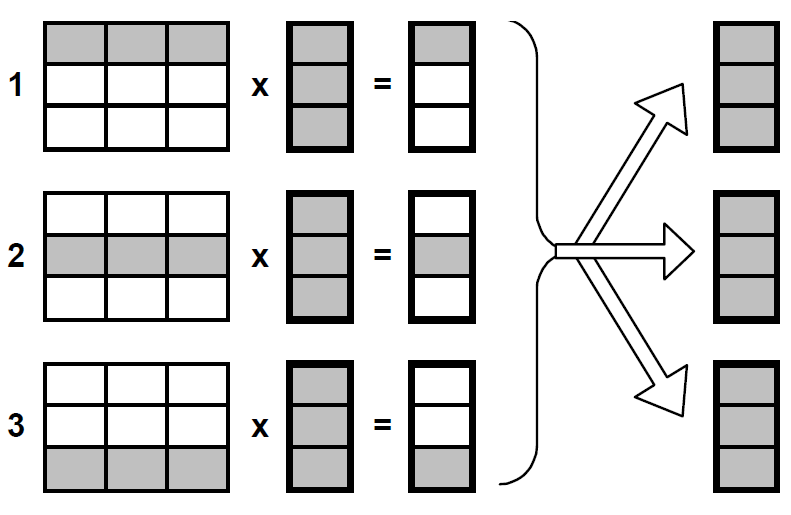 1 x =
2 x =
3 x =